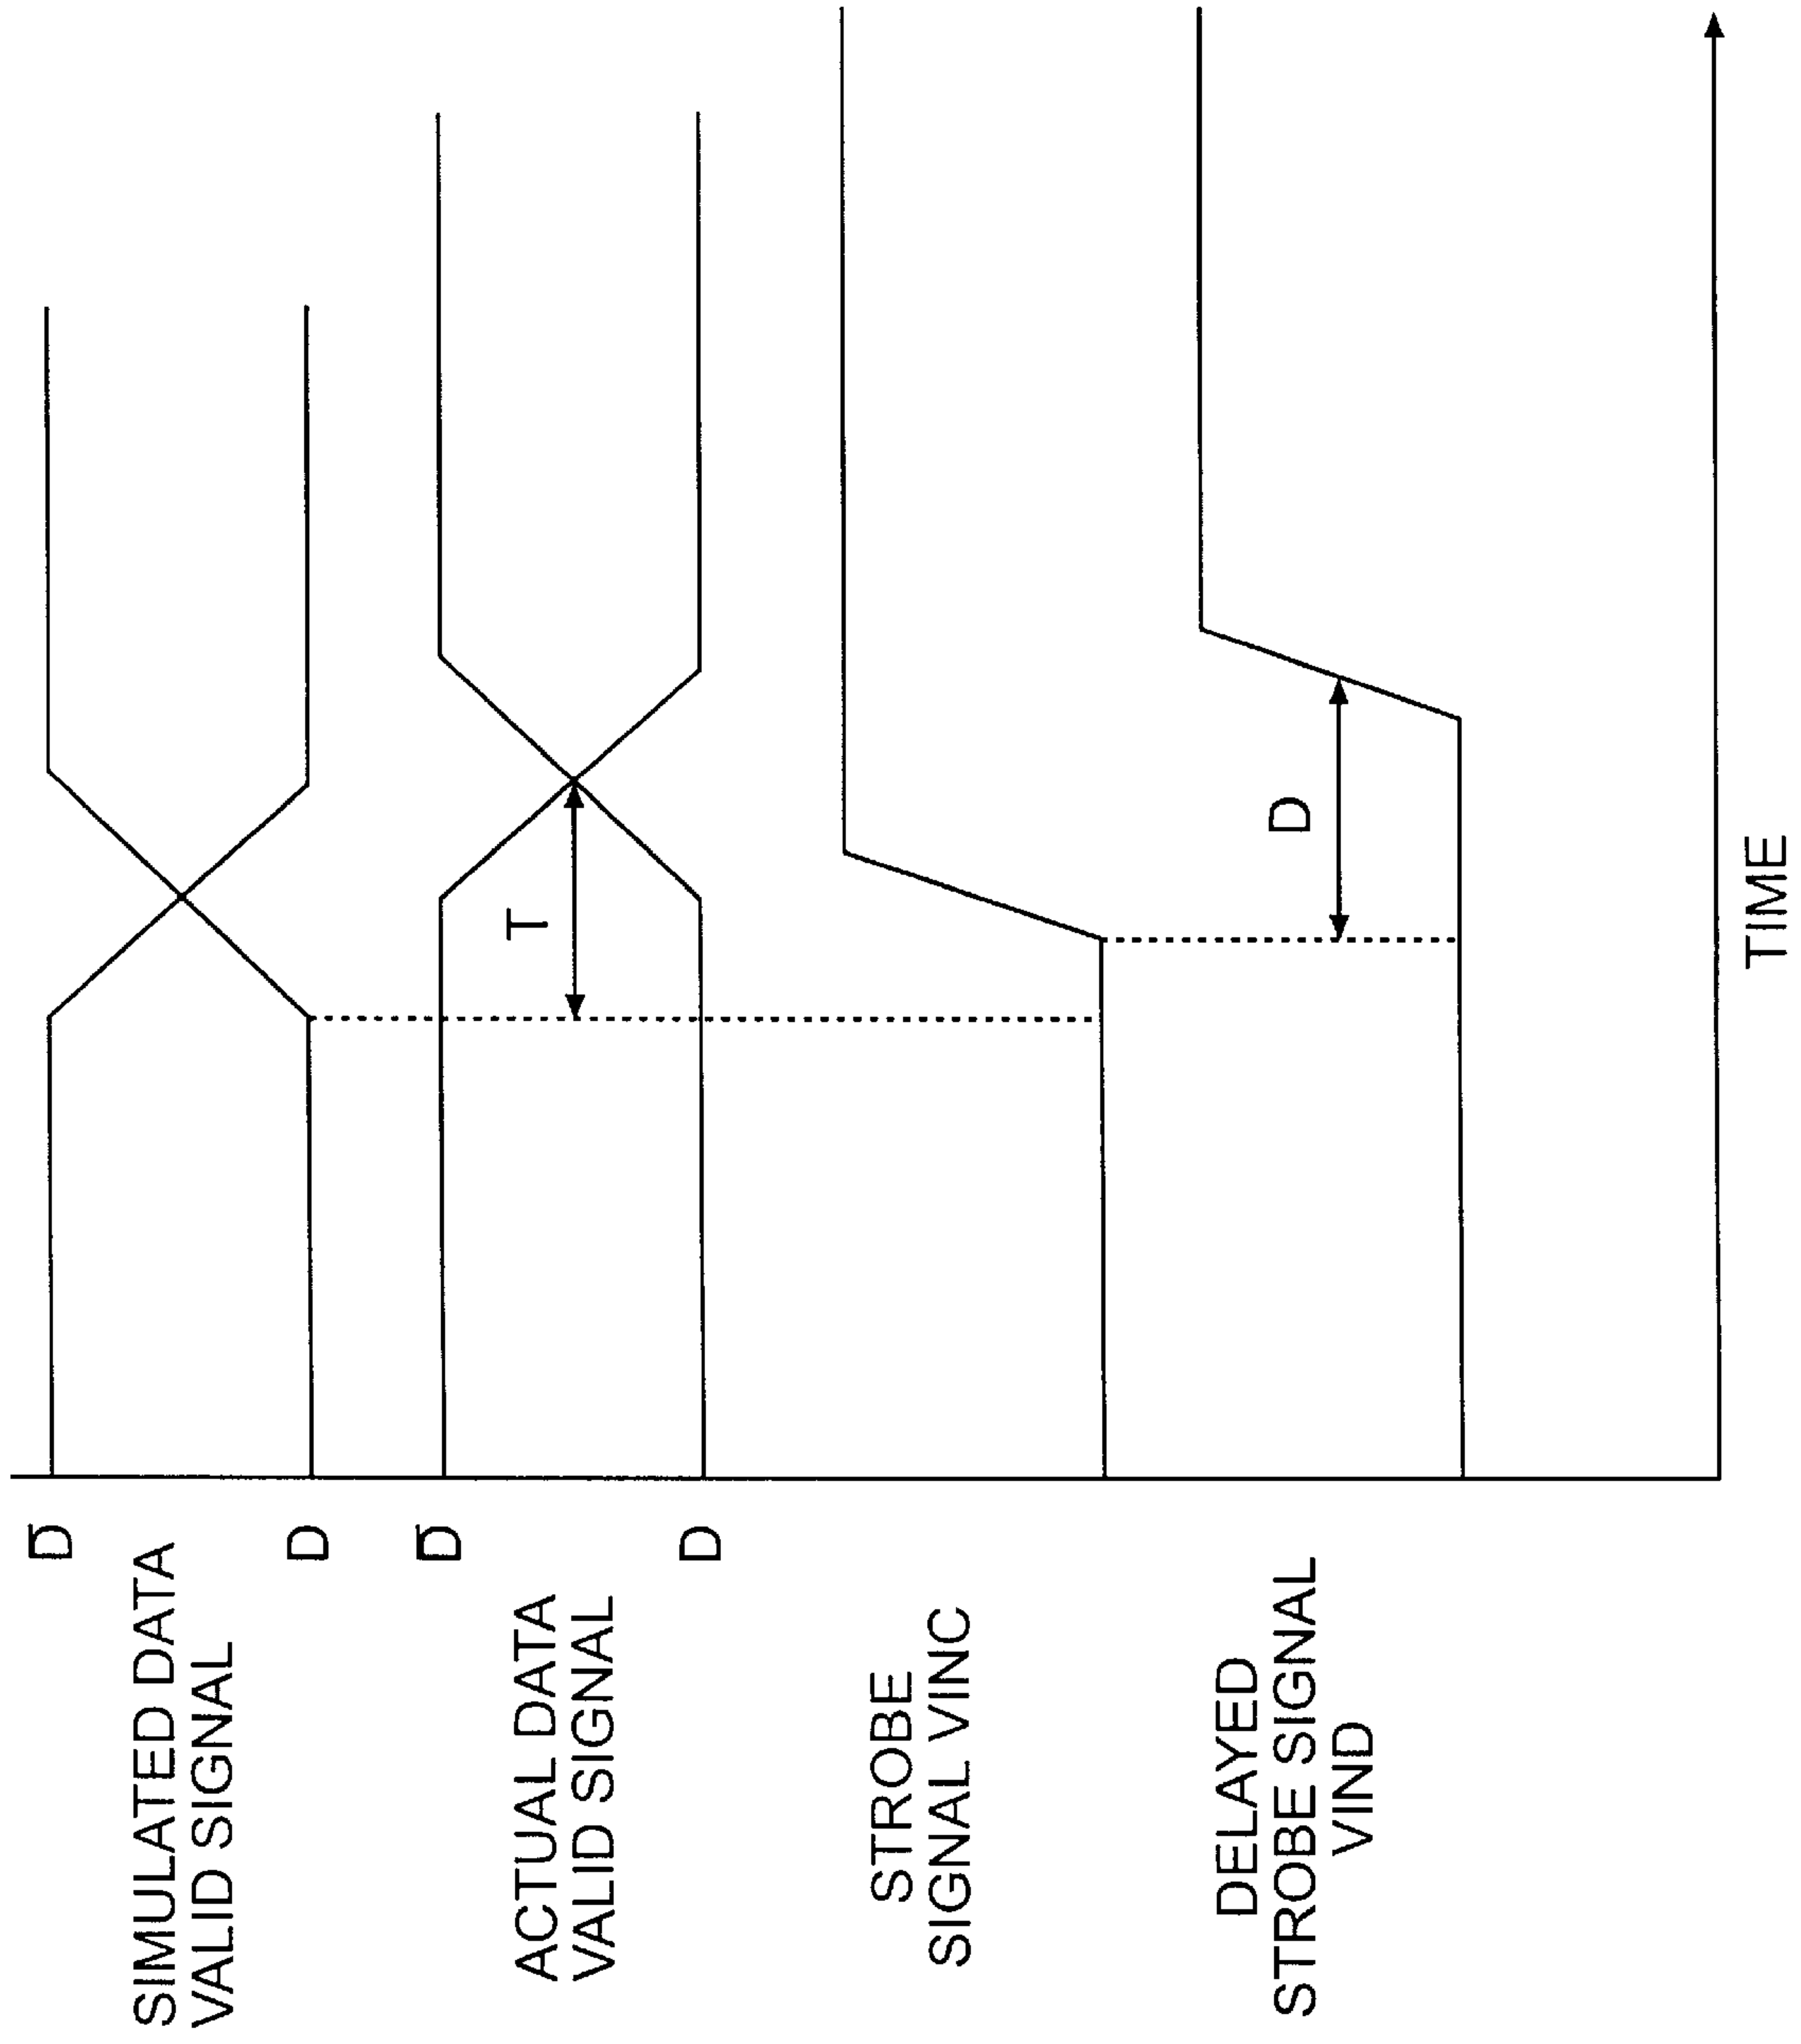 D̄
SIMULATED DATA
VALID SIGNAL
D
D̄
T
ACTUAL DATA
VALID SIGNAL
D
STROBE
SIGNAL VINC
DELAYED
STROBE SIGNAL
VIND
D
TIME